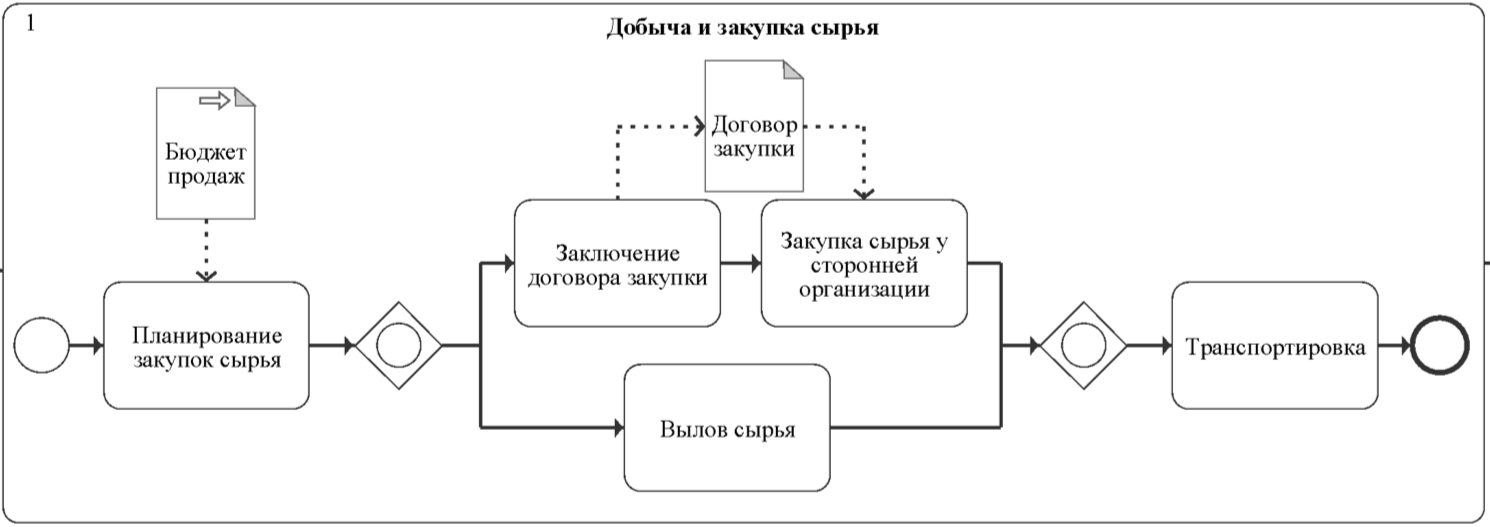 1
Добыча и закупка сырья
Бюджет
продаж
Договор
закупки
Планирование
закупок сырья
Заключение
договора закупки
Закупка сырья у
сторонней
организации
Вылов сырья
Транспортировка